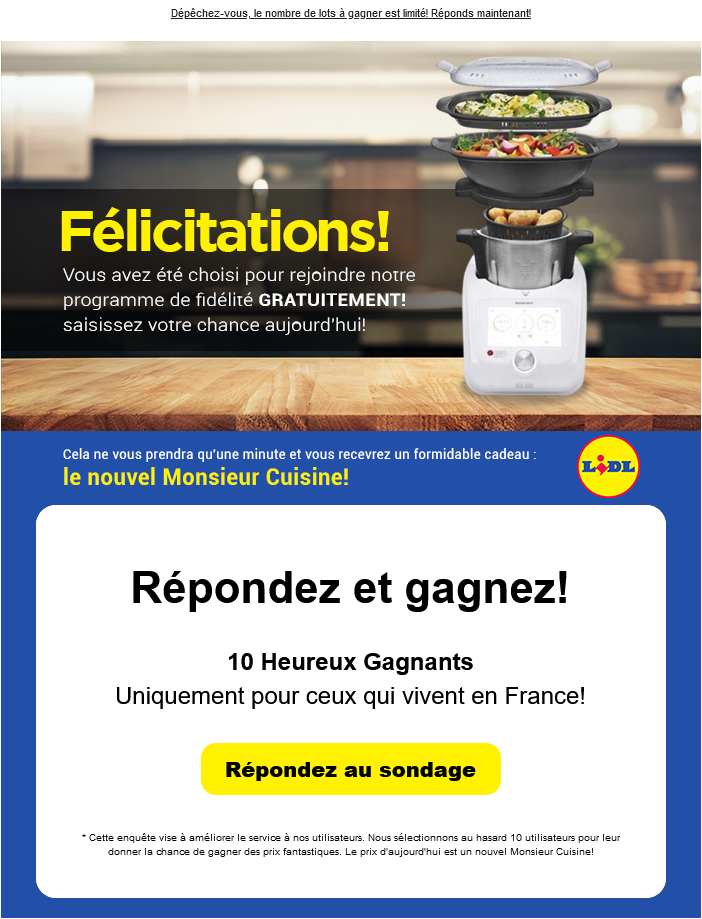 Dépêchez-vous, le nombre de lots à gagner est limité! Réponds maintenant!
Félicitations!
Vous avez été choisi pour rejoindre notre
programme de fidélité GRATUITEMENT!
saisissez votre chance aujourd'hui!
Cela ne vous prendra qu'une minute et vous recevrez un formidable cadeau :
le nouvel Monsieur Cuisine!
LIDL
Répondez et gagnez!
10 Heureux Gagnants
Uniquement pour ceux qui vivent en France!
Répondez au sondage
* Cette enquête vise à améliorer le service à nos utilisateurs. Nous sélectionnons au hasard 10 utilisateurs pour leur
donner la chance de gagner des prix fantastiques. Le prix d'aujourd'hui est un nouvel Monsieur Cuisine!